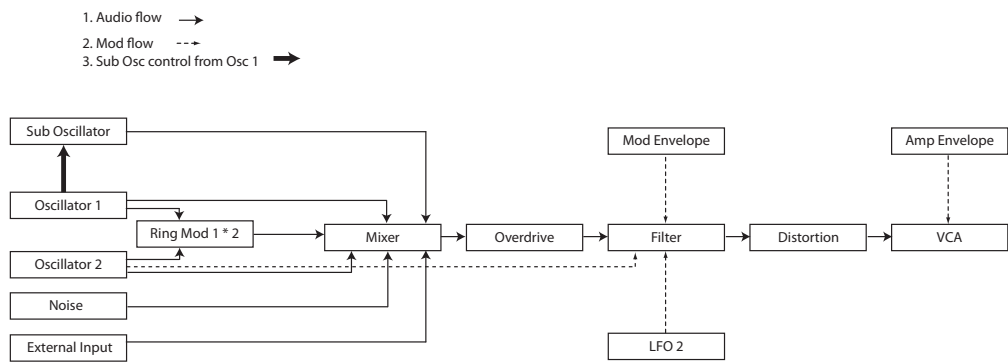 1. Audio flow
2. Mod flow
3. Sub Osc control from Osc 1
Sub Oscillator
Mod Envelope
Amp Envelope
Oscillator 1
Ring Mod 1 * 2
Mixer
Overdrive
Filter
Distortion
VCA
Oscillator 2
Noise
External Input
LFO 2